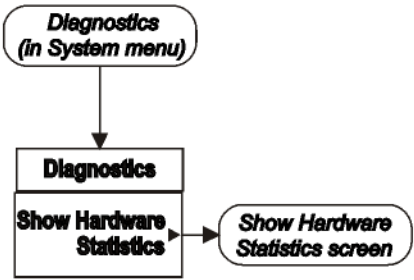 Diagnostics
(in System menu)
Diagnostics
Show Hardware
Statistics
Show Hardware
Statistics screen